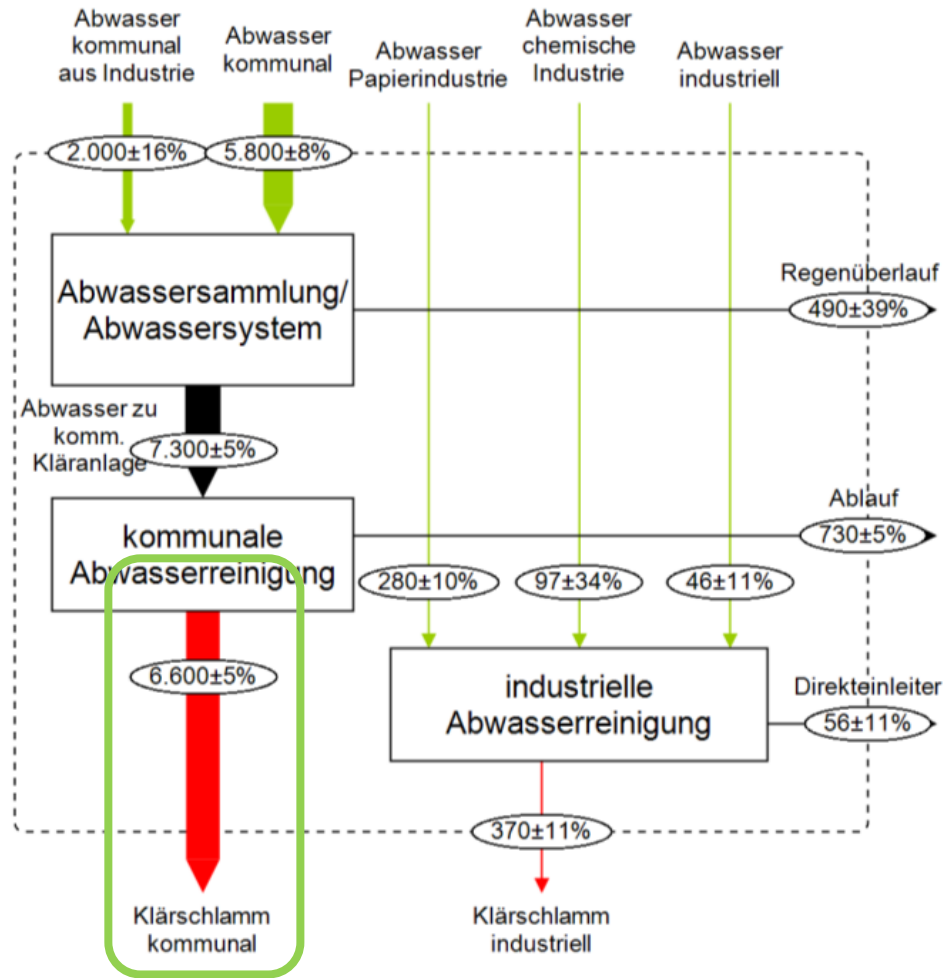 Abwasser
kommunal
aus Industrie
Abwasser
kommunal
Abwasser
Papierindustrie
Abwasser
chemische
Industrie
Abwasser
industriell
2.000±16%
5.800±8%
Abwassersammlung/
Abwassersystem
Regenüberlauf
490±39%
Abwasser zu
komm.
Kläranlage
7.300±5%
kommunale
Abwasserreinigung
Ablauf
730±5%
280±10%
97±34%
46±11%
6.600±5%
industrielle
Abwasserreinigung
Direkteinleiter
56±11%
370±11%
Klärschlamm
kommunal
Klärschlamm
industriell